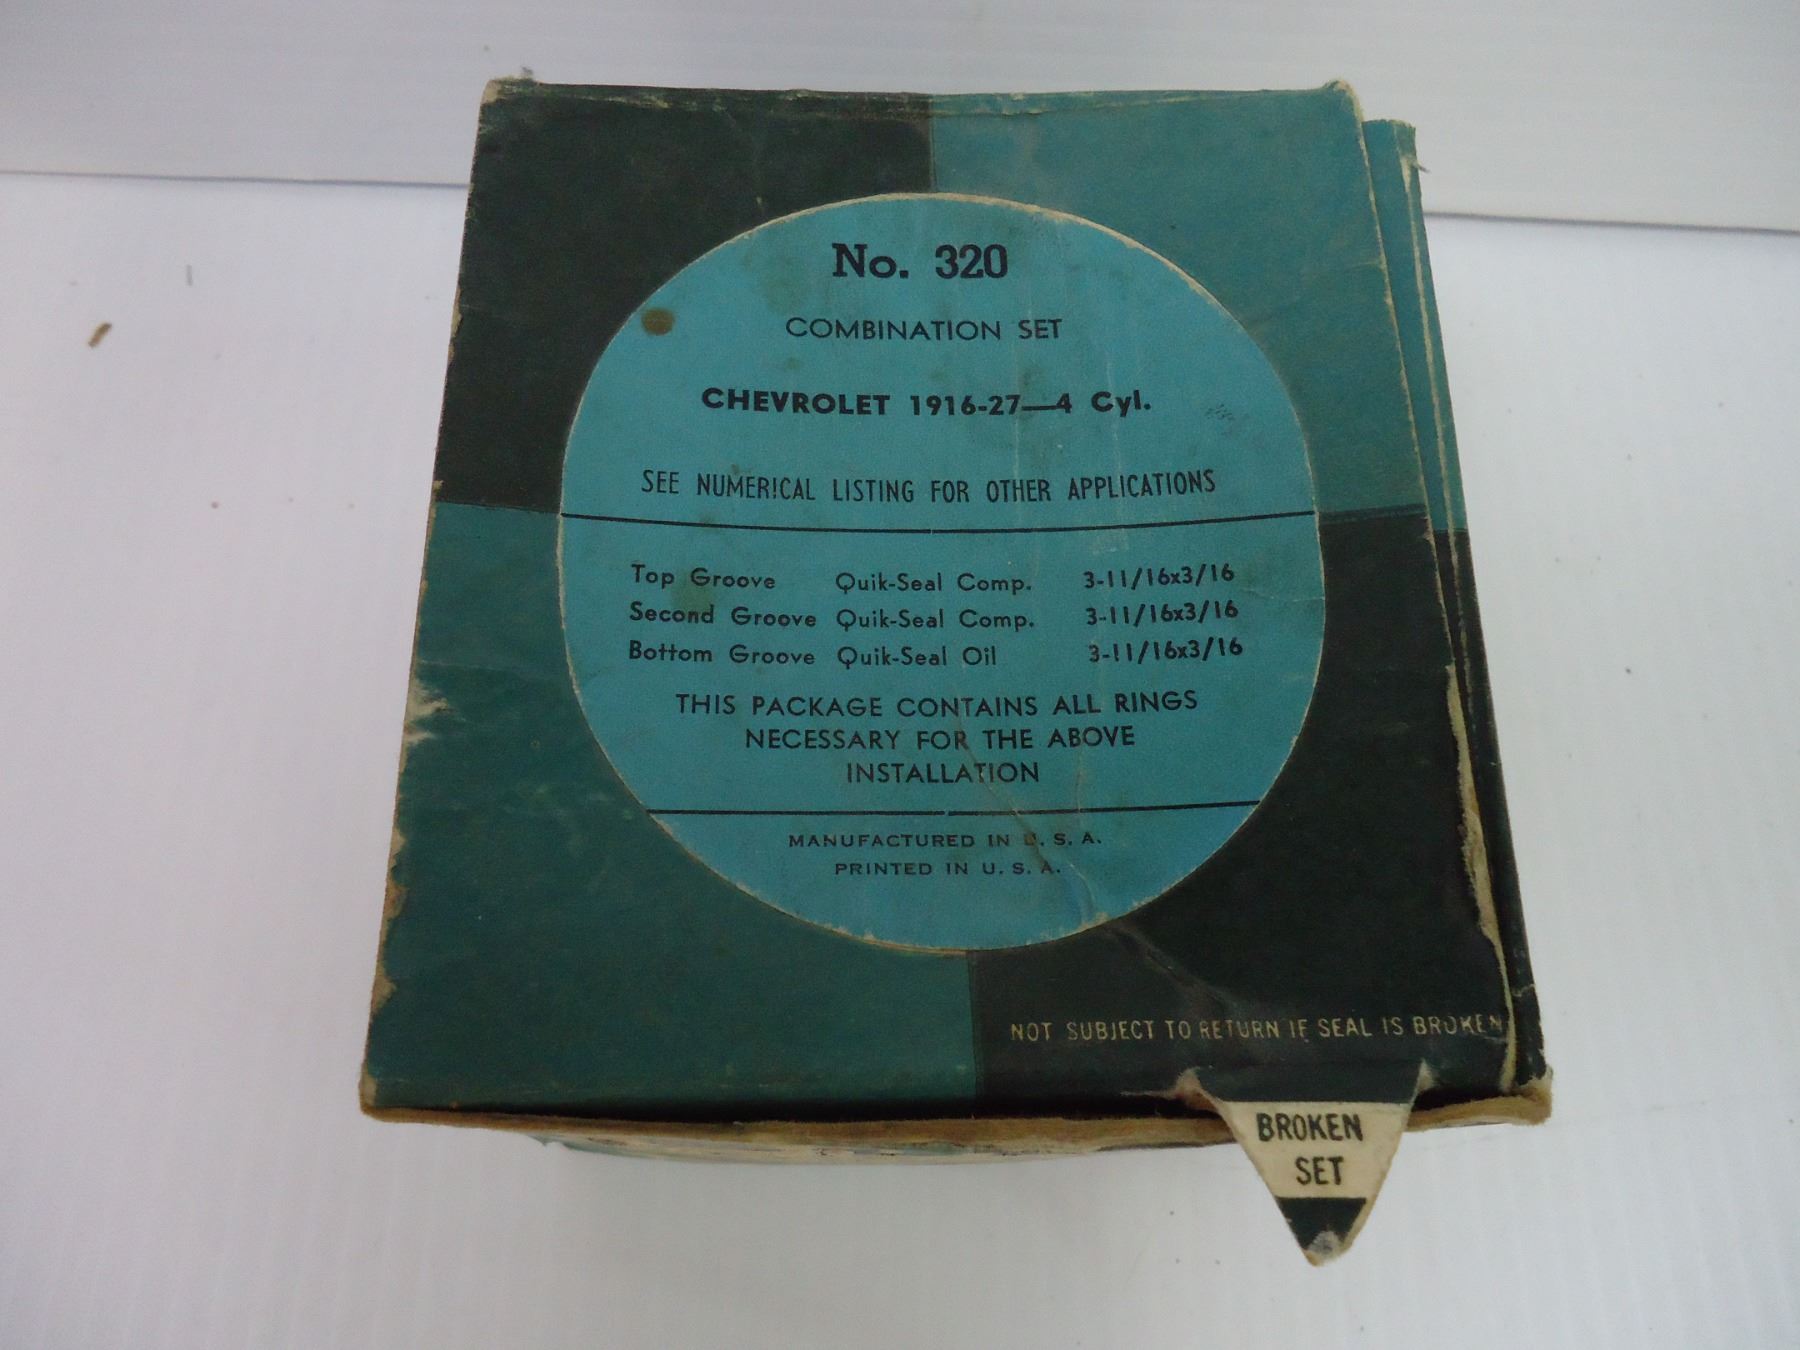 No. 320
COMBINATION SET
CHEVROLET 1916-27—4 Cyl.
SEE NUMERICAL LISTING FOR OTHER APPLICATIONS
Top Groove Quik-Seal Comp. 3-11/16x3/16
Second Groove Quik-Seal Comp. 3-11/16x3/16
Bottom Groove Quik-Seal Oil 3-11/16x3/16
THIS PACKAGE CONTAINS ALL RINGS
NECESSARY FOR THE ABOVE
INSTALLATION
MANUFACTURED IN U. S. A.
PRINTED IN U. S. A.
NOT SUBJECT TO RETURN IF SEAL IS BROKEN
BROKEN
SET